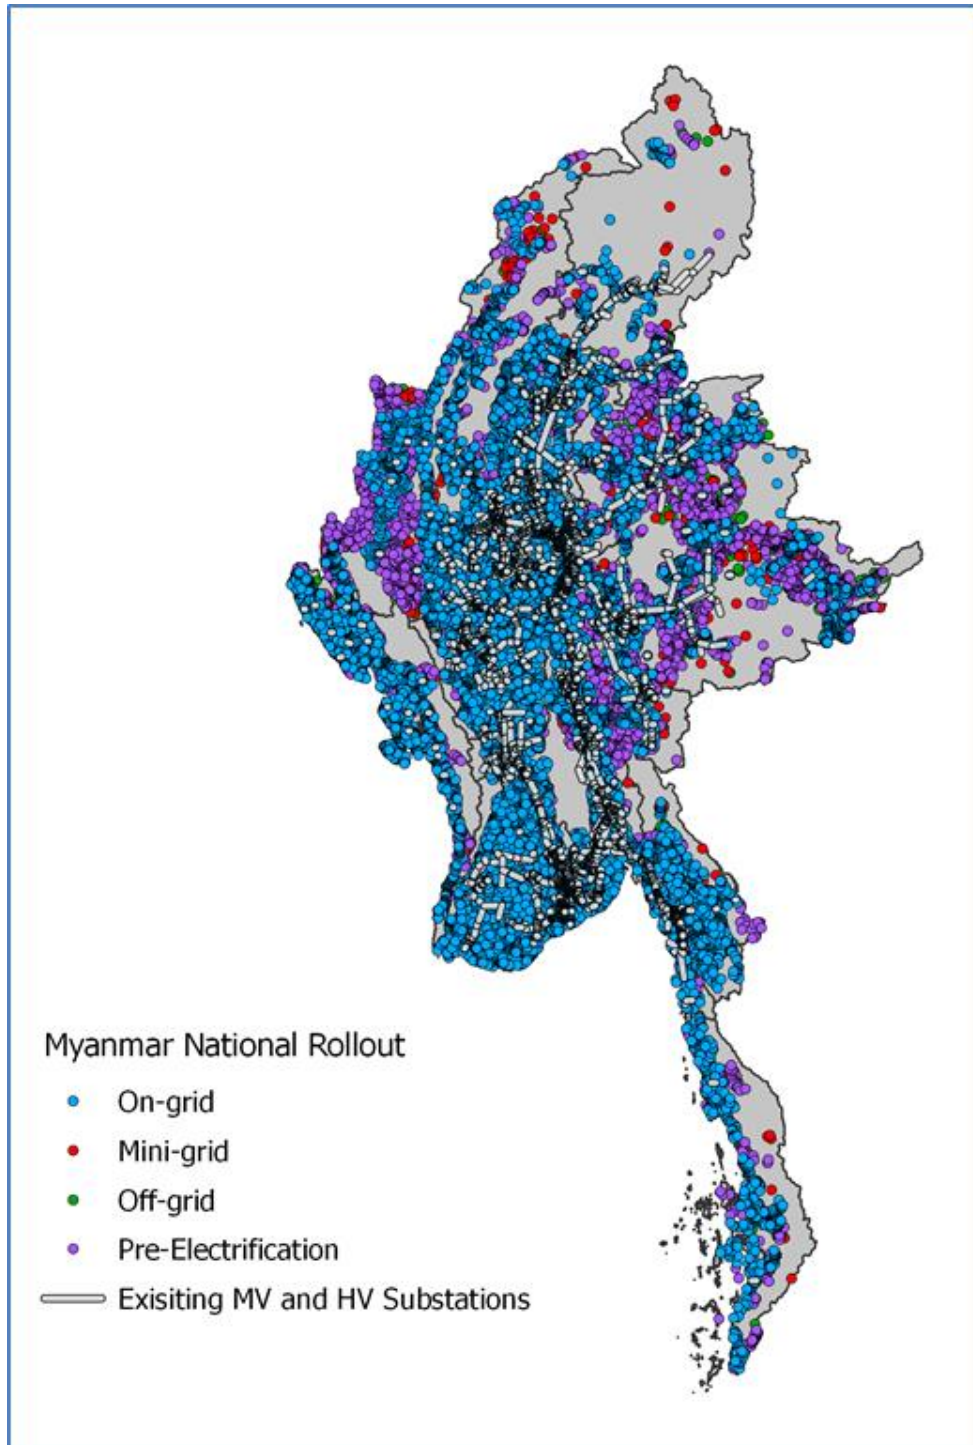 Myanmar National Rollout
On-grid
Mini-grid
Off-grid
Pre-Electrification
Exisiting MV and HV Substations